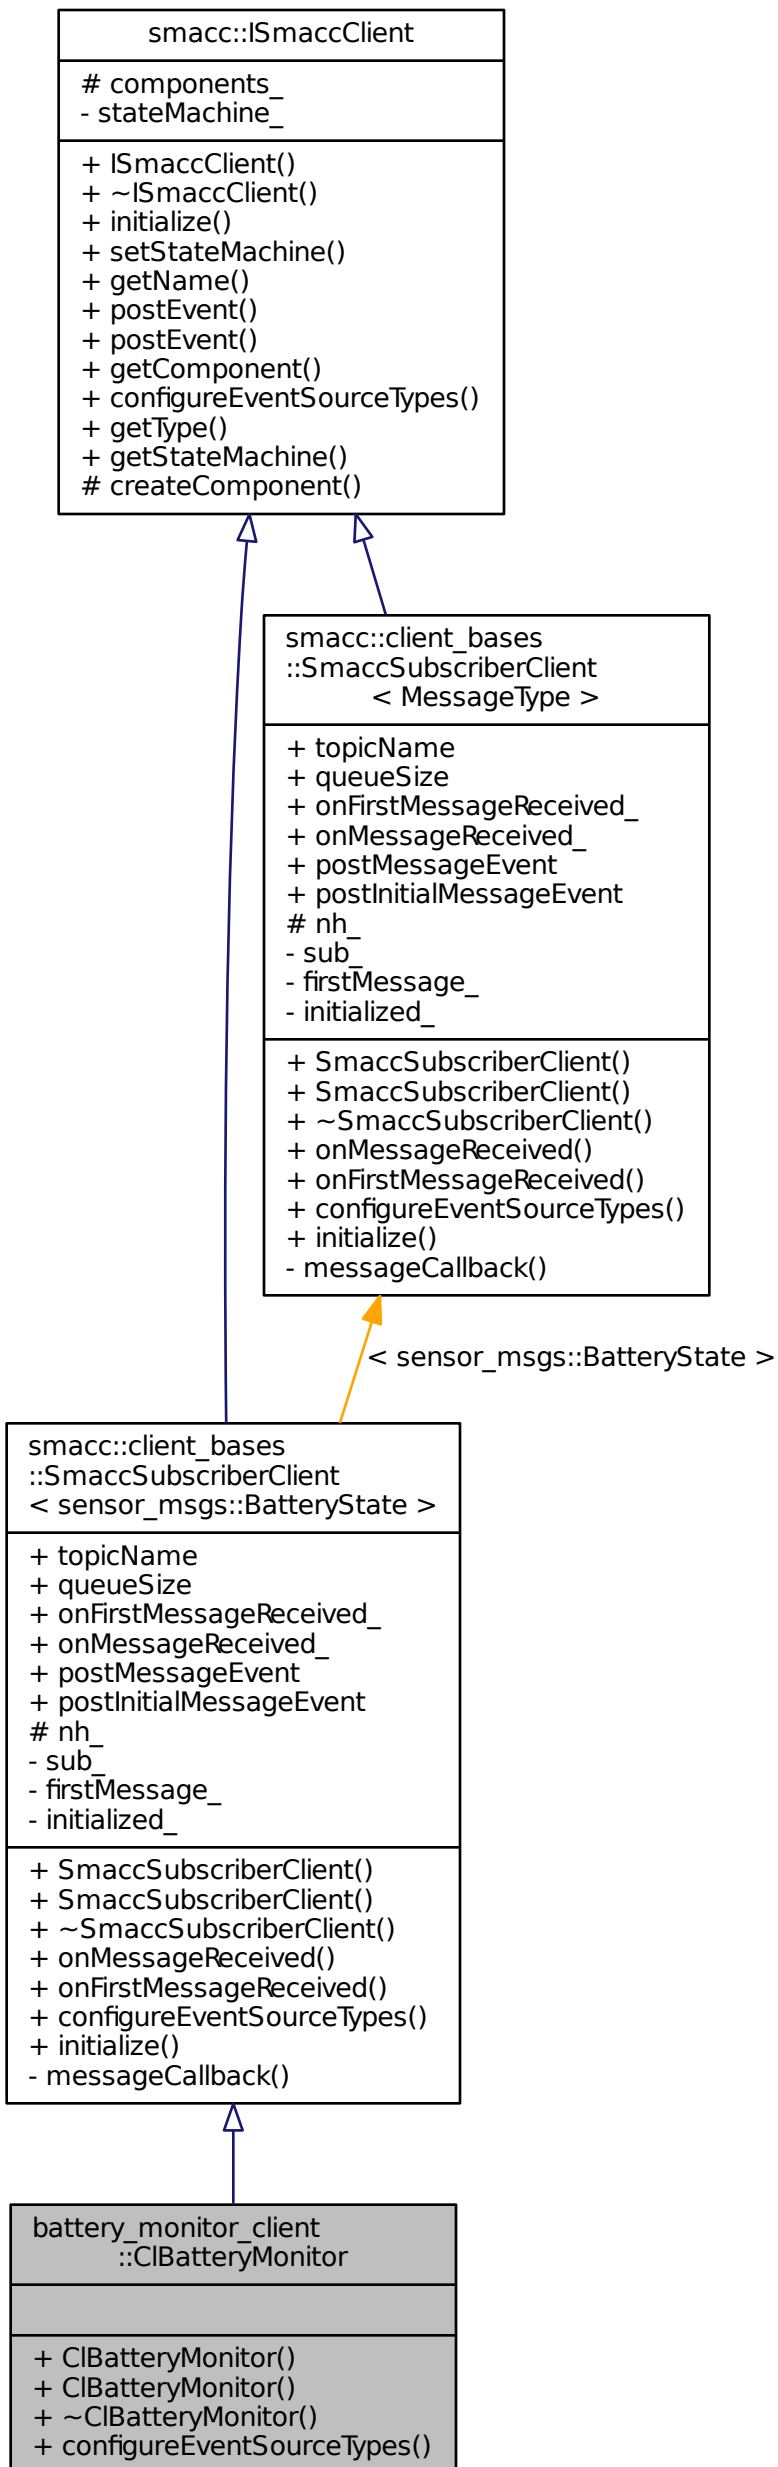 smacc::ISmaccClient
# components_
- stateMachine_
+ ISmaccClient()
+ ~ISmaccClient()
+ initialize()
+ setStateMachine()
+ getName()
+ postEvent()
+ postEvent()
+ getComponent()
+ configureEventSourceTypes()
+ getType()
+ getStateMachine()
# createComponent()
smacc::client_bases
::SmaccSubscriberClient
< MessageType >
+ topicName
+ queueSize
+ onFirstMessageReceived_
+ onMessageReceived_
+ postMessageEvent
+ postInitialMessageEvent
# nh_
- sub_
- firstMessage_
- initialized_
+ SmaccSubscriberClient()
+ SmaccSubscriberClient()
+ ~SmaccSubscriberClient()
+ onMessageReceived()
+ onFirstMessageReceived()
+ configureEventSourceTypes()
+ initialize()
- messageCallback()
< sensor_msgs::BatteryState >
smacc::client_bases
::SmaccSubscriberClient
< sensor_msgs::BatteryState >
+ topicName
+ queueSize
+ onFirstMessageReceived_
+ onMessageReceived_
+ postMessageEvent
+ postInitialMessageEvent
# nh_
- sub_
- firstMessage_
- initialized_
+ SmaccSubscriberClient()
+ SmaccSubscriberClient()
+ ~SmaccSubscriberClient()
+ onMessageReceived()
+ onFirstMessageReceived()
+ configureEventSourceTypes()
+ initialize()
- messageCallback()
battery_monitor_client
::ClBatteryMonitor
+ ClBatteryMonitor()
+ ClBatteryMonitor()
+ ~ClBatteryMonitor()
+ configureEventSourceTypes()